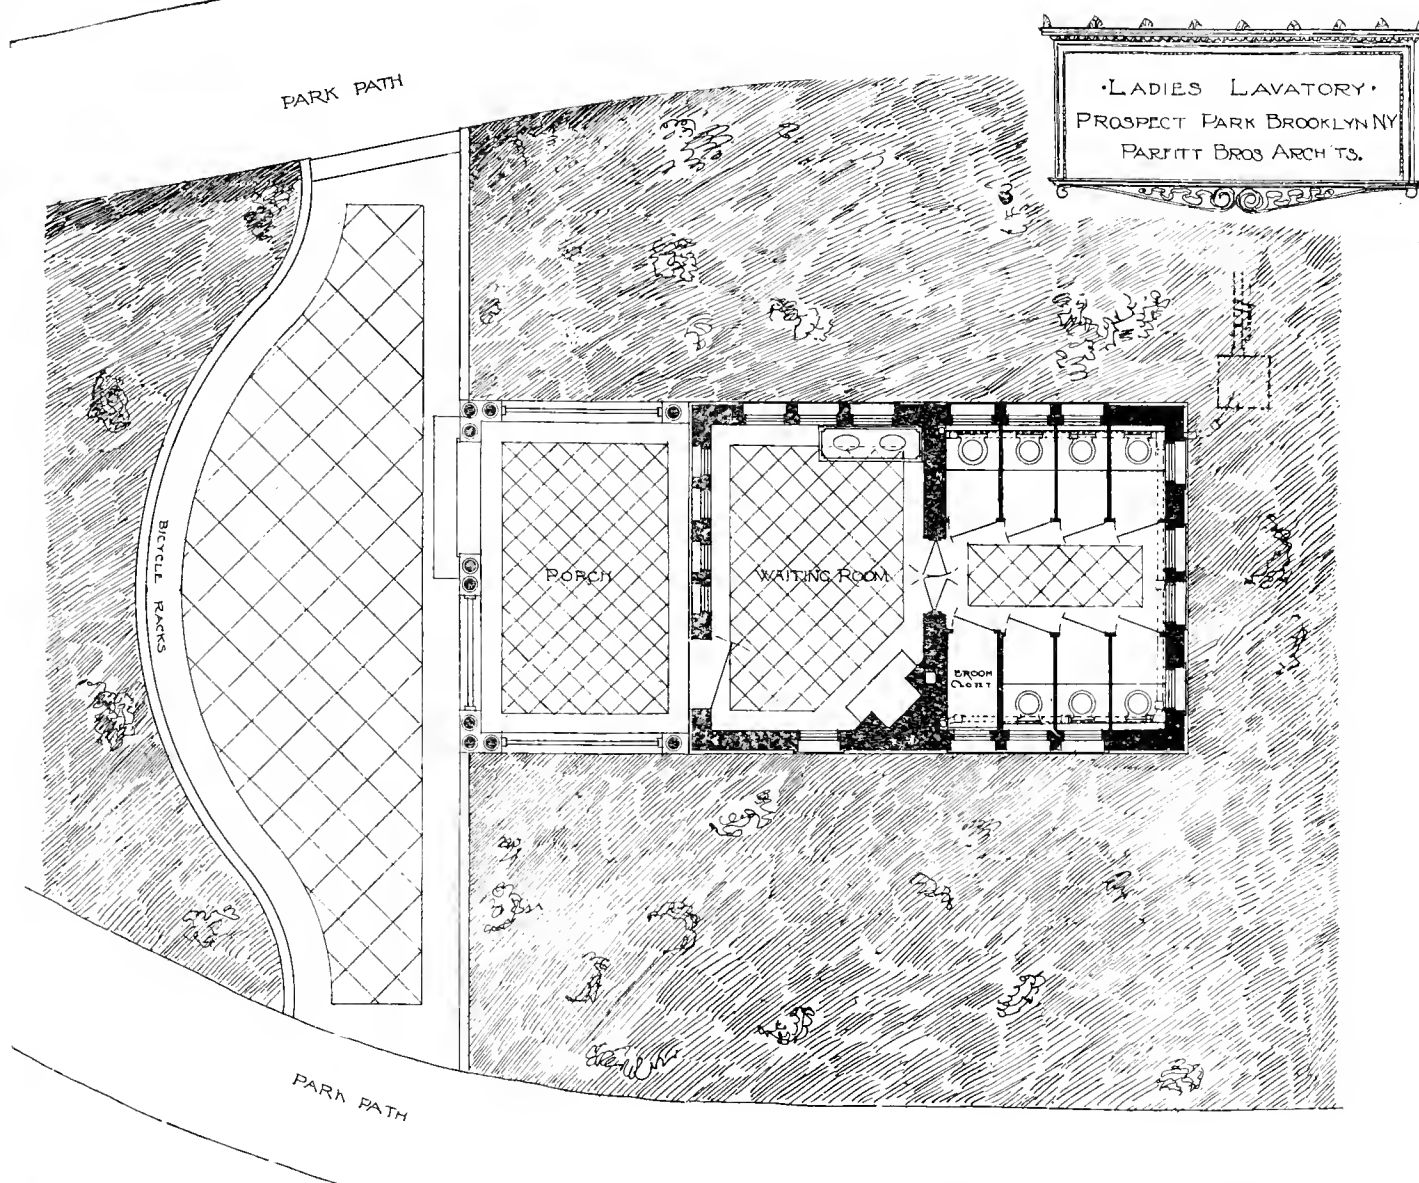 PARK PATH
·LADIES LAVATORY·
PROSPECT PARK BROOKLYN NY
PARFITT BROS ARCH'TS.
BICYCLE RACKS
PORCH
WAITING ROOM
BROOM
CLOSET
PARK PATH